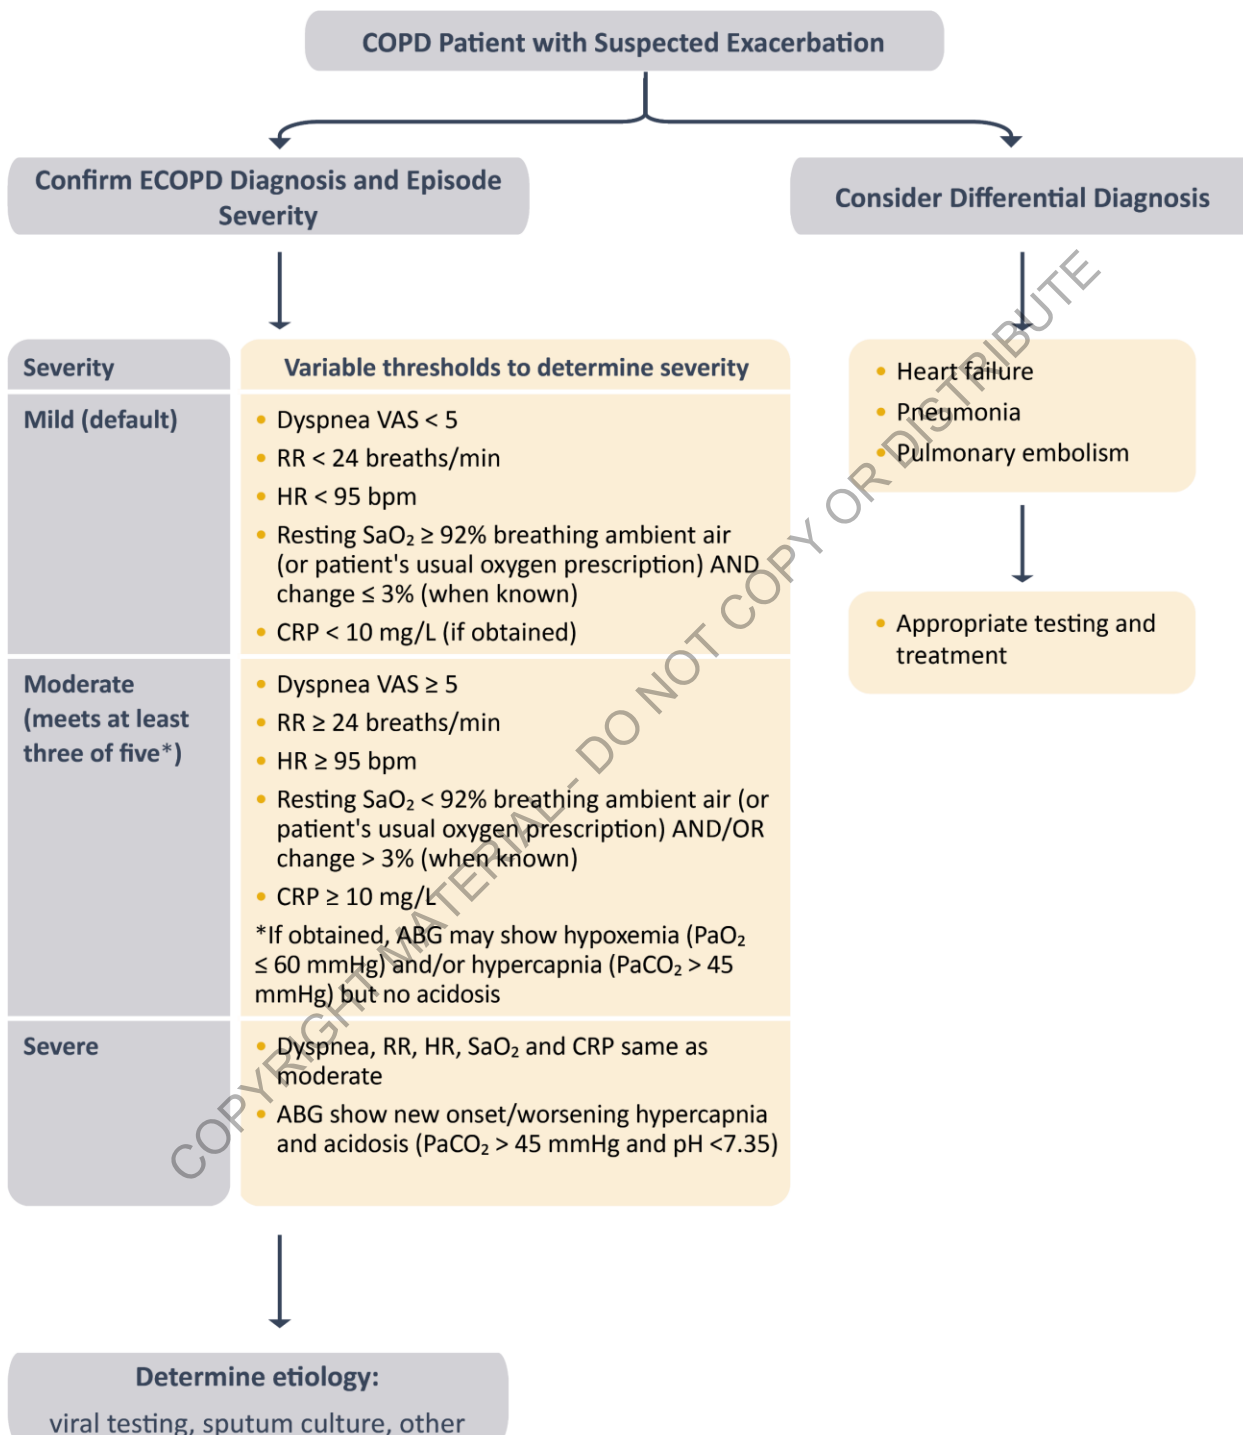 COPD Patient with Suspected Exacerbation
Confirm ECOPD Diagnosis and Episode
Severity
Consider Differential Diagnosis
Severity
Variable thresholds to determine severity
Mild (default)
• Dyspnea VAS < 5
• RR < 24 breaths/min
• HR < 95 bpm
• Resting SaO₂ ≥ 92% breathing ambient air
(or patient's usual oxygen prescription) AND
change ≤ 3% (when known)
• CRP < 10 mg/L (if obtained)
Moderate
(meets at least
three of five*)
• Dyspnea VAS ≥ 5
• RR ≥ 24 breaths/min
• HR ≥ 95 bpm
• Resting SaO₂ < 92% breathing ambient air (or
patient's usual oxygen prescription) AND/OR
change > 3% (when known)
• CRP ≥ 10 mg/L
*If obtained, ABG may show hypoxemia (PaO₂
≤ 60 mmHg) and/or hypercapnia (PaCO₂ > 45
mmHg) but no acidosis
Severe
• Dyspnea, RR, HR, SaO₂ and CRP same as
moderate
• ABG show new onset/worsening hypercapnia
and acidosis (PaCO₂ > 45 mmHg and pH <7.35)
• Heart failure
• Pneumonia
• Pulmonary embolism
• Appropriate testing and
treatment
Determine etiology:
viral testing, sputum culture, other
COPYRIGHT MATERIAL - DO NOT COPY OR DISTRIBUTE